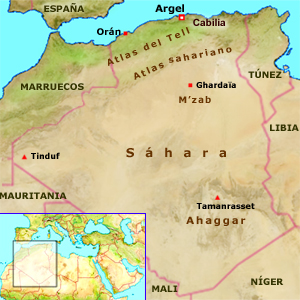 ESPAÑA
Argel
Orán
Cabilia
Atlas del Tell
Atlas sahariano
TÚNEZ
MARRUECOS
Ghardaïa
M'zab
LIBIA
Tinduf
Sáhara
MAURITANIA
Tamanrasset
Ahaggar
MALI
NÍGER